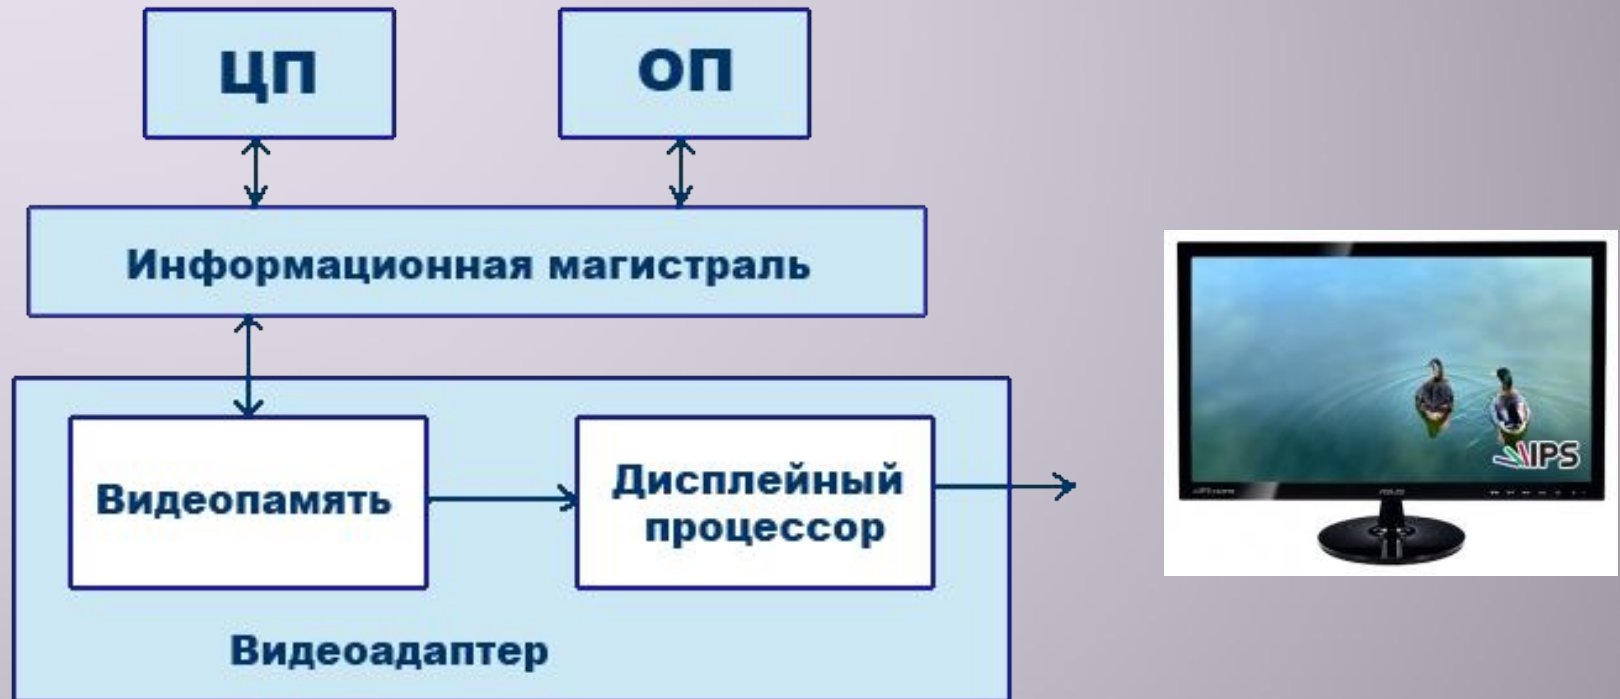 ЦП
ОП
Информационная магистраль
Видеопамять
Дисплейный
процессор
Видеоадаптер
IPS